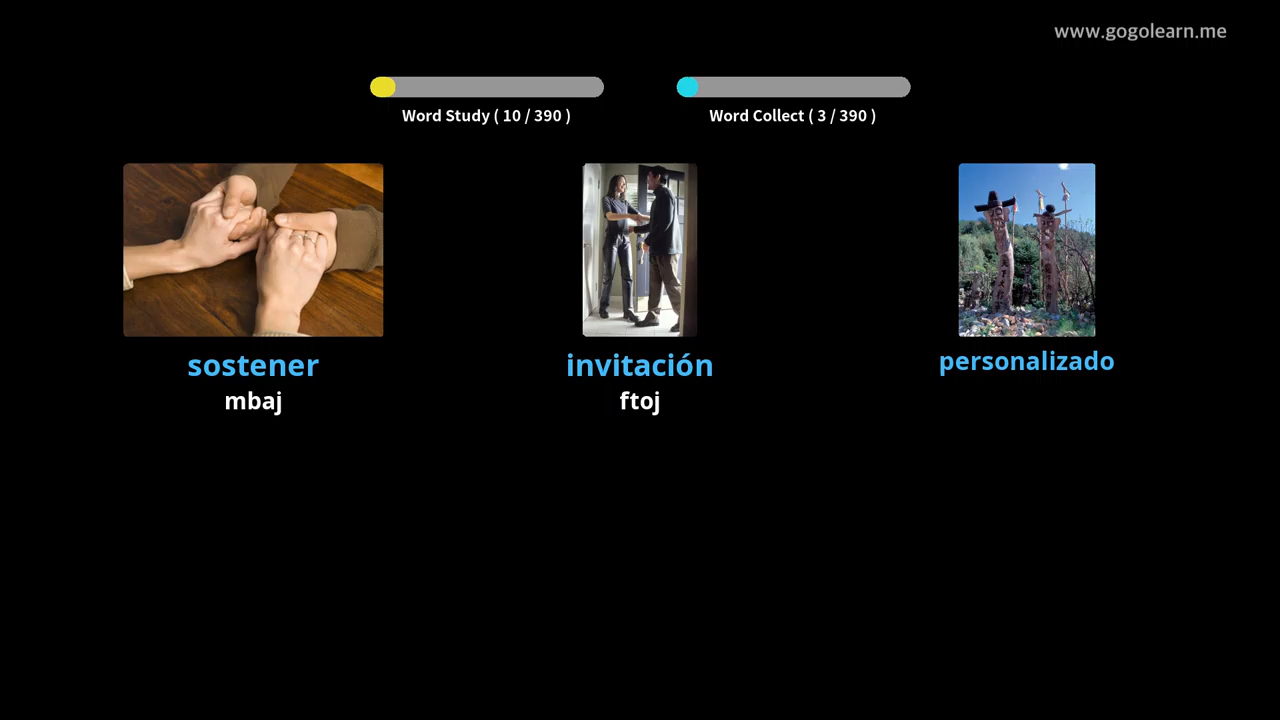 www.gogolearn.me
Word Study ( 10 / 390 )
Word Collect ( 3 / 390 )
sostener
mbaj
invitación
ftoj
personalizado